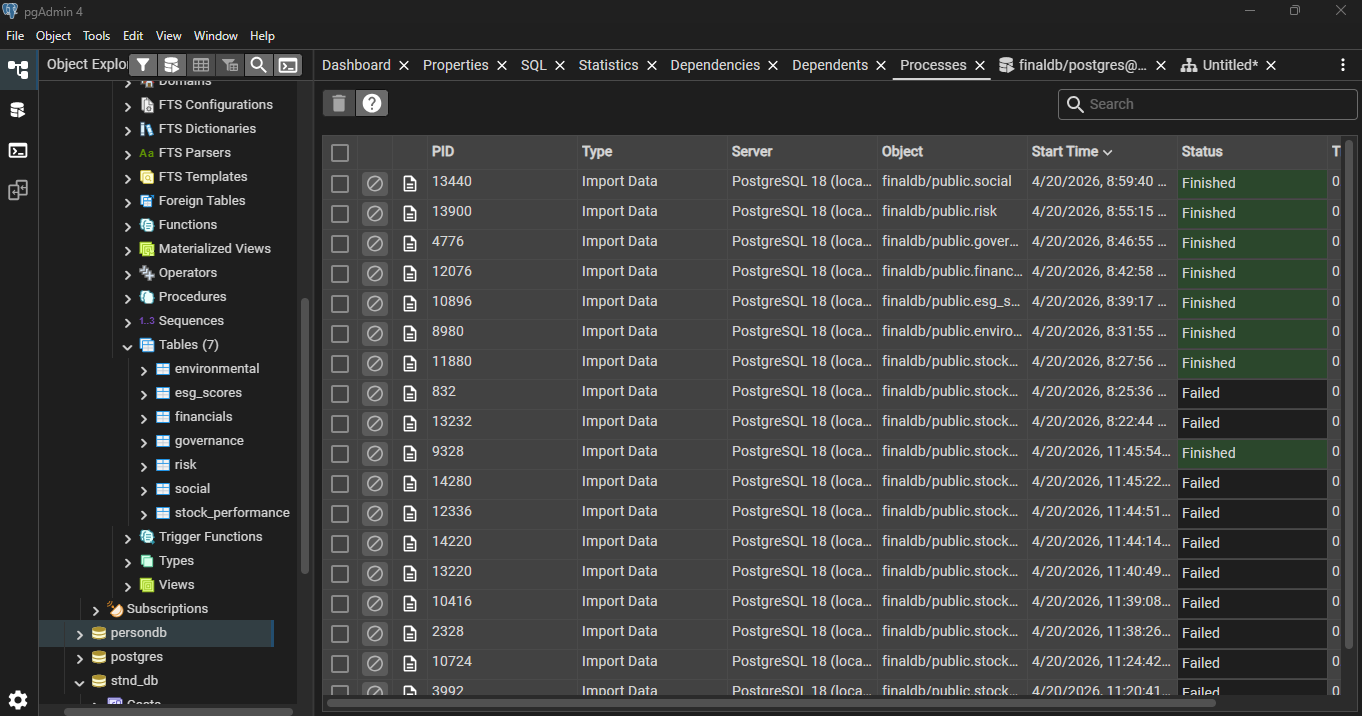 pgAdmin 4
File Object Tools Edit View Window Help
Object Explo
Dashboard Properties SQL Statistics Dependencies Dependents Processes finaldb/postgres@... Untitled*
Domains
FTS Configurations
FTS Dictionaries
Aa FTS Parsers
FTS Templates
Foreign Tables
Functions
Materialized Views
Operators
Procedures
1..3 Sequences
Tables (7)
environmental
esg_scores
financials
governance
risk
social
stock_performance
Trigger Functions
Types
Views
Subscriptions
persondb
postgres
stnd_db
Casts
Search
PID Type Server Object Start Time Status T
13440 Import Data PostgreSQL 18 (loca... finaldb/public.social 4/20/2026, 8:59:40 ... Finished 0
13900 Import Data PostgreSQL 18 (loca... finaldb/public.risk 4/20/2026, 8:55:15 ... Finished 0
4776 Import Data PostgreSQL 18 (loca... finaldb/public.gover... 4/20/2026, 8:46:55 ... Finished 0
12076 Import Data PostgreSQL 18 (loca... finaldb/public.financ... 4/20/2026, 8:42:58 ... Finished 0
10896 Import Data PostgreSQL 18 (loca... finaldb/public.esg_s... 4/20/2026, 8:39:17 ... Finished 0
8980 Import Data PostgreSQL 18 (loca... finaldb/public.enviro... 4/20/2026, 8:31:55 ... Finished 0
11880 Import Data PostgreSQL 18 (loca... finaldb/public.stock... 4/20/2026, 8:27:56 ... Finished 0
832 Import Data PostgreSQL 18 (loca... finaldb/public.stock... 4/20/2026, 8:25:36 ... Failed 0
13232 Import Data PostgreSQL 18 (loca... finaldb/public.stock... 4/20/2026, 8:22:44 ... Failed 0
9328 Import Data PostgreSQL 18 (loca... finaldb/public.stock... 4/20/2026, 11:45:54... Finished 0
14280 Import Data PostgreSQL 18 (loca... finaldb/public.stock... 4/20/2026, 11:45:22... Failed 0
12336 Import Data PostgreSQL 18 (loca... finaldb/public.stock... 4/20/2026, 11:44:51... Failed 0
14220 Import Data PostgreSQL 18 (loca... finaldb/public.stock... 4/20/2026, 11:44:14... Failed 0
13220 Import Data PostgreSQL 18 (loca... finaldb/public.stock... 4/20/2026, 11:40:49... Failed 0
10416 Import Data PostgreSQL 18 (loca... finaldb/public.stock... 4/20/2026, 11:39:08... Failed 0
2328 Import Data PostgreSQL 18 (loca... finaldb/public.stock... 4/20/2026, 11:38:26... Failed 0
10724 Import Data PostgreSQL 18 (loca... finaldb/public.stock... 4/20/2026, 11:24:42... Failed 0
3992 Import Data PostgreSQL 18 (loca... finaldb/public.stock... 4/20/2026, 11:20:41... Failed 0